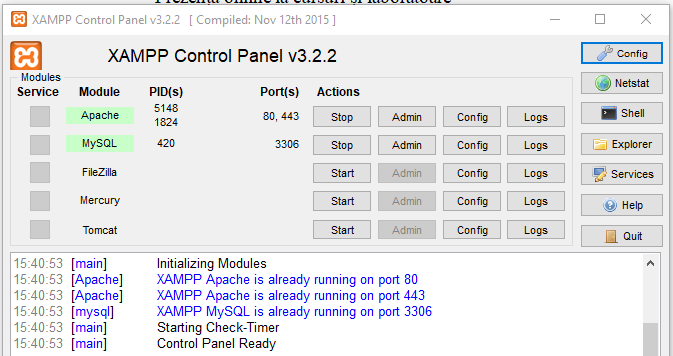 Prezenta online la cursuri si laboratoare
XAMPP Control Panel v3.2.2 [ Compiled: Nov 12th 2015 ]
XAMPP Control Panel v3.2.2
Config
Modules
Service Module PID(s) Port(s) Actions
Netstat
Apache 5148 1824 80, 443 Stop Admin Config Logs
Shell
MySQL 420 3306 Stop Admin Config Logs
Explorer
FileZilla Start Admin Config Logs
Services
Mercury Start Admin Config Logs
Help
Tomcat Start Admin Config Logs
Quit
15:40:53 [main] Initializing Modules
15:40:53 [Apache] XAMPP Apache is already running on port 80
15:40:53 [Apache] XAMPP Apache is already running on port 443
15:40:53 [mysql] XAMPP MySQL is already running on port 3306
15:40:53 [main] Starting Check-Timer
15:40:53 [main] Control Panel Ready